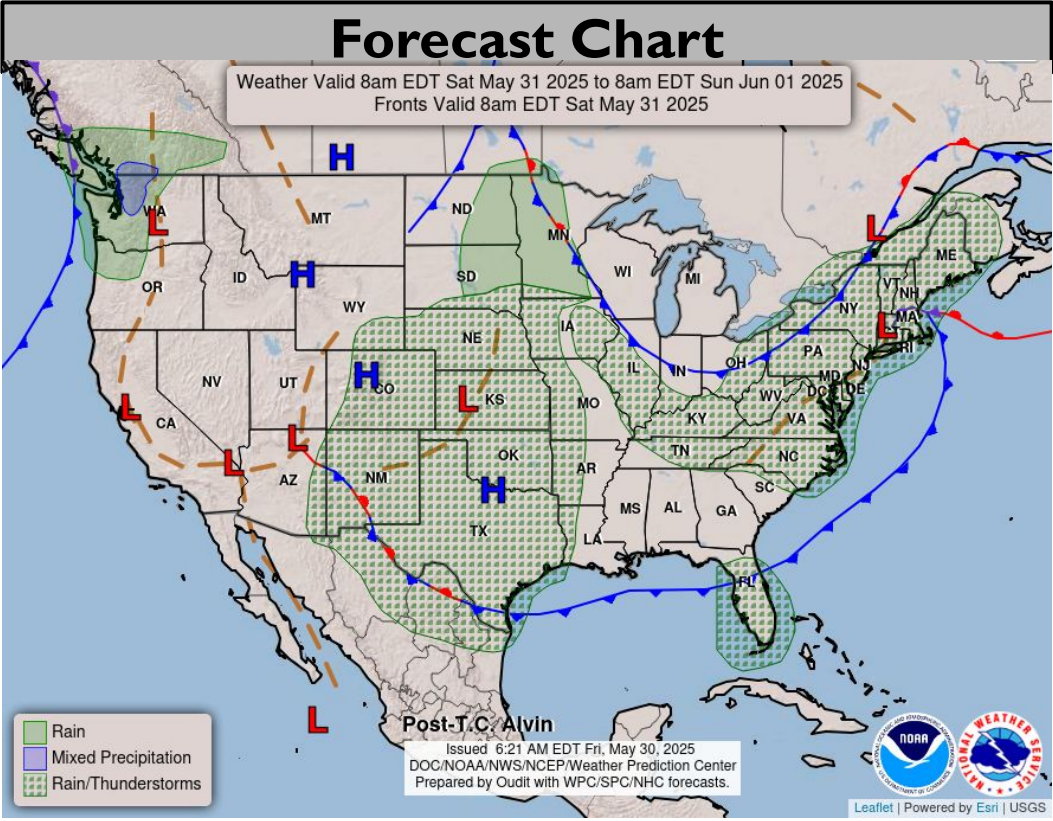 Forecast Chart
Weather Valid 8am EDT Sat May 31 2025 to 8am EDT Sun Jun 01 2025
Fronts Valid 8am EDT Sat May 31 2025
H
WA
L
MT
ND
MN
L
OR
ID
H
SD
WI
MI
ME
VT
NH
WY
NY
MA
L
NE
IA
RI
NV
UT
H
CO
L
KS
IL
IN
OH
PA
NJ
MD
DC
DE
WV
VA
MO
KY
L
CA
L
L
AZ
NM
OK
AR
TN
NC
SC
H
TX
LA
MS
AL
GA
FL
L
Post-T.C. Alvin
Issued 6:21 AM EDT Fri, May 30, 2025
DOC/NOAA/NWS/NCEP/Weather Prediction Center
Prepared by Oudit with WPC/SPC/NHC forecasts.
Rain
Mixed Precipitation
Rain/Thunderstorms
NOAA
NATIONAL WEATHER SERVICE
Leaflet | Powered by Esri | USGS